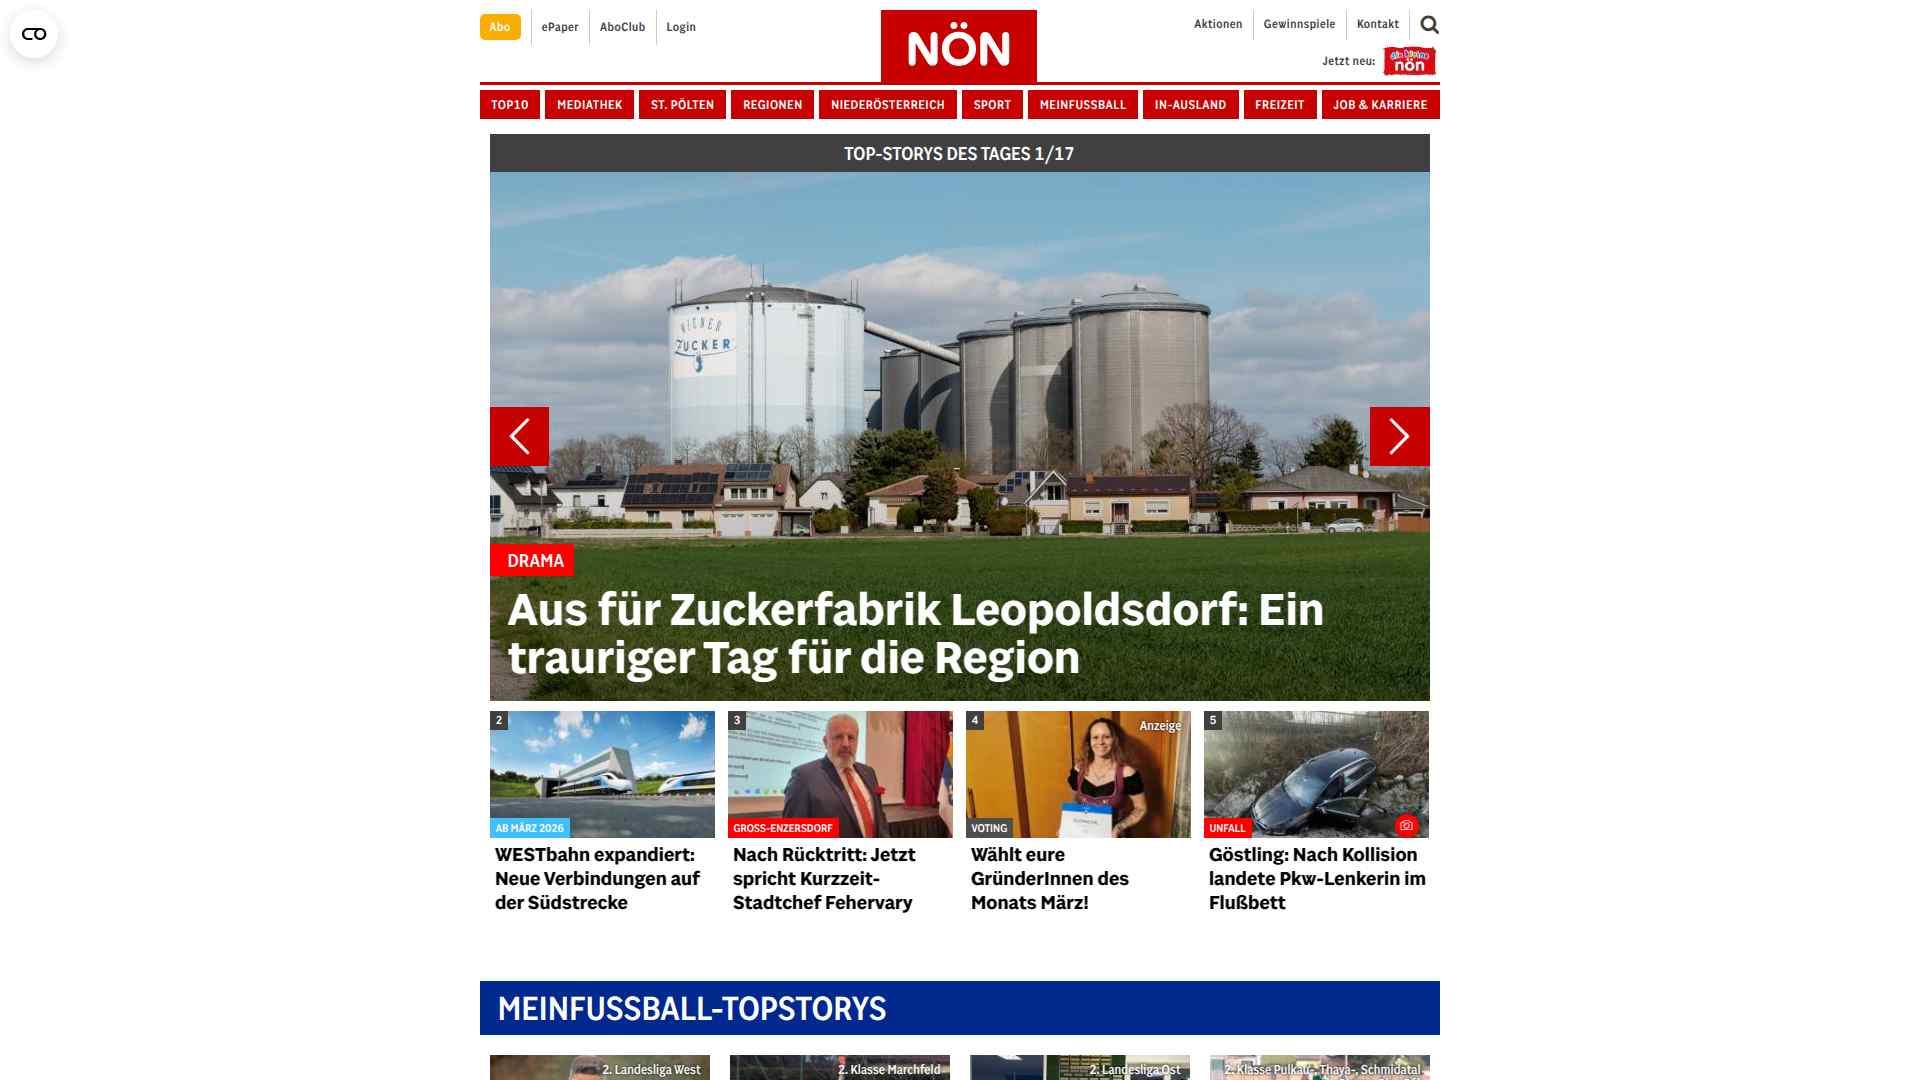 Abo
ePaper
AboClub
Login
NÖN
Aktionen
Gewinnspiele
Kontakt
Jetzt neu:
die kleine
nön
TOP10
MEDIATHEK
ST. PÖLTEN
REGIONEN
NIEDERÖSTERREICH
SPORT
MEINFUSSBALL
IN-AUSLAND
FREIZEIT
JOB & KARRIERE
TOP-STORYS DES TAGES 1/17
WIENER
ZUCKER
DRAMA
Aus für Zuckerfabrik Leopoldsdorf: Ein
trauriger Tag für die Region
2
AB MÄRZ 2026
WESTbahn expandiert:
Neue Verbindungen auf
der Südstrecke
3
GROSS-ENZERSDORF
Nach Rücktritt: Jetzt
spricht Kurzzeit-
Stadtchef Fehervary
4
Anzeige
VOTING
Wählt eure
GründerInnen des
Monats März!
5
UNFALL
Göstling: Nach Kollision
landete Pkw-Lenkerin im
Flußbett
MEINFUSSBALL-TOPSTORYS
2. Landesliga West
2. Klasse Marchfeld
2. Landesliga Ost
2. Klasse Pulkau-, Thaya-, Schmidatal